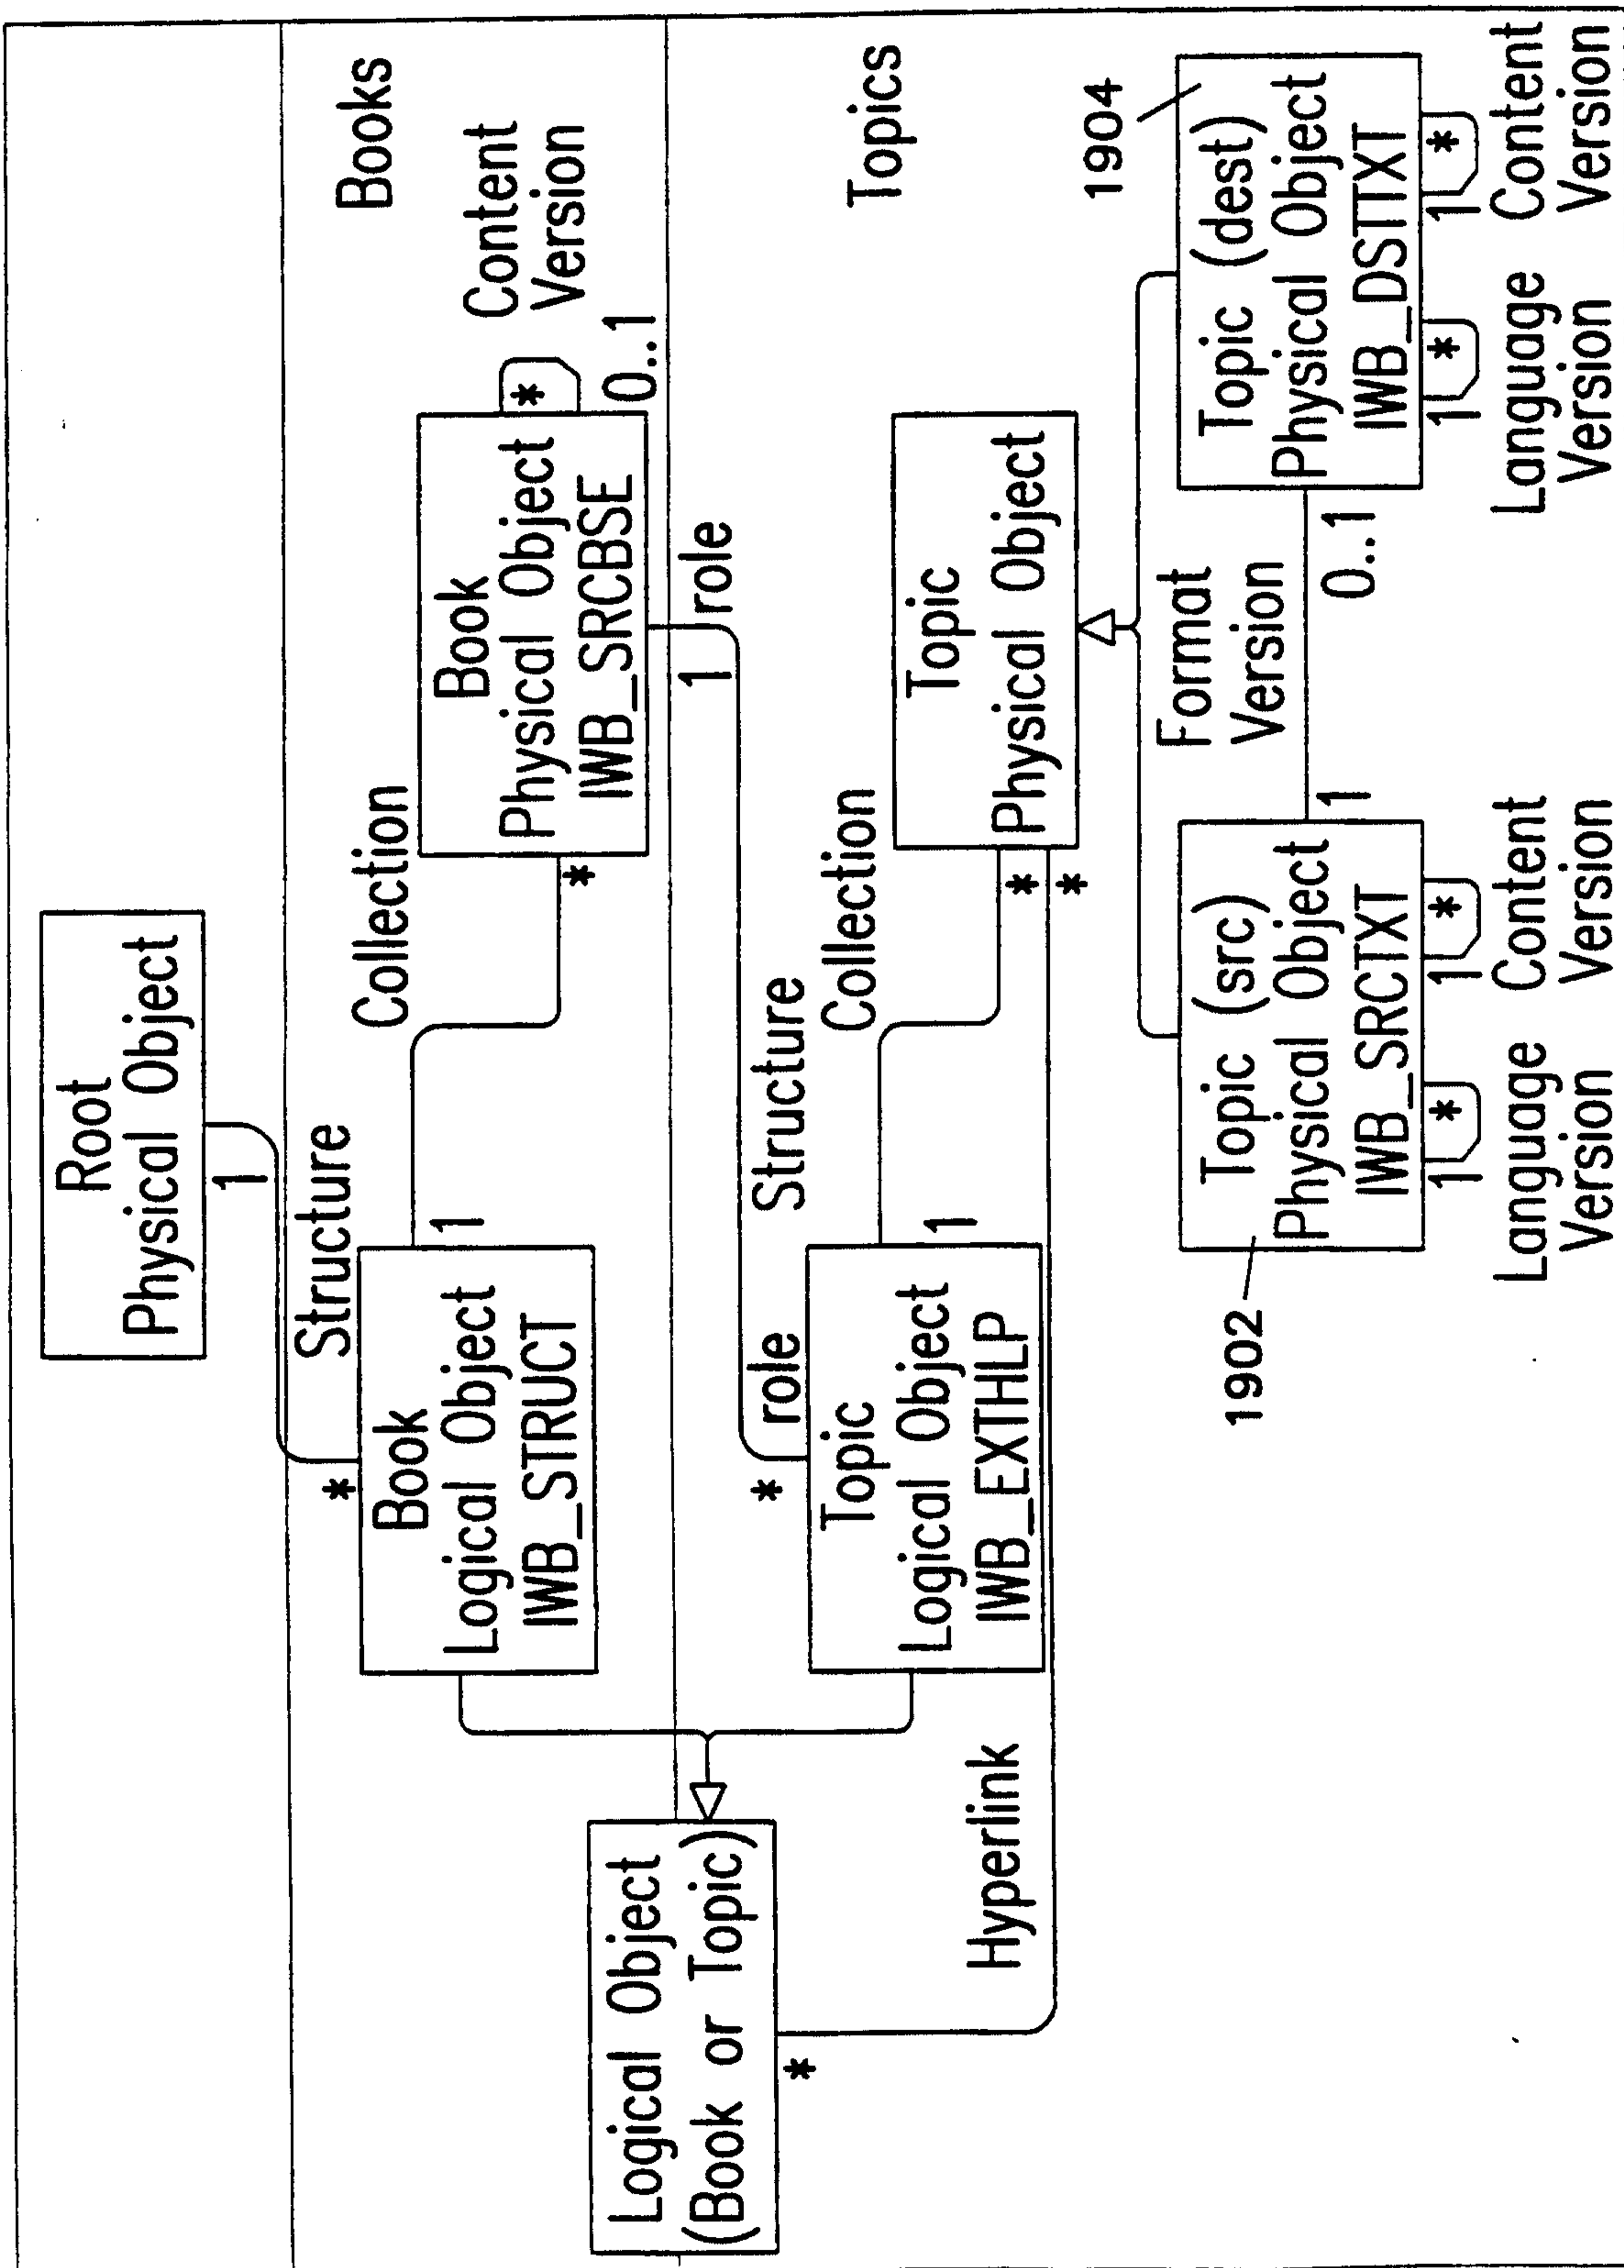 Root
Physical Object
1
Books
Structure
*
Book
Logical Object
IWB_STRUCT
1
Collection
*
Book
Physical Object
IWB_SRCBSE
*
0..1
Content
Version
1
role
Logical Object
(Book or Topic)
*
Hyperlink
Topics
Structure
*
role
Topic
Logical Object
IWB_EXTHLP
1
Collection
*
*
Topic
Physical Object
Format
Version
1902
Topic (src)
Physical Object
IWB_SRCTXT
1
0..1
1904
Topic (dest)
Physical Object
IWB_DSTTXT
1
*
Language
Version
1
*
Content
Version
1
*
Language
Version
1
*
Content
Version